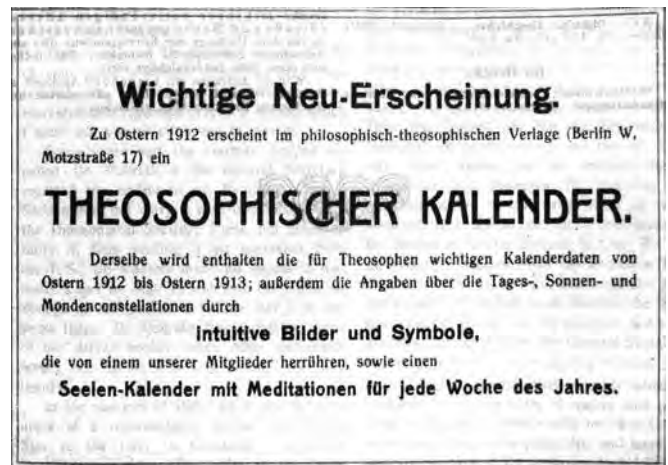 Wichtige Neu-Erscheinung.
Zu Ostern 1912 erscheint im philosophisch-theosophischen Verlage (Berlin W,
Motzstraße 17) ein
THEOSOPHISCHER KALENDER.
Derselbe wird enthalten die für Theosophen wichtigen Kalenderdaten von
Ostern 1912 bis Ostern 1913; außerdem die Angaben über die Tages-, Sonnen- und
Mondenconstellationen durch
intuitive Bilder und Symbole,
die von einem unserer Mitglieder herrühren, sowie einen
Seelen-Kalender mit Meditationen für jede Woche des Jahres.